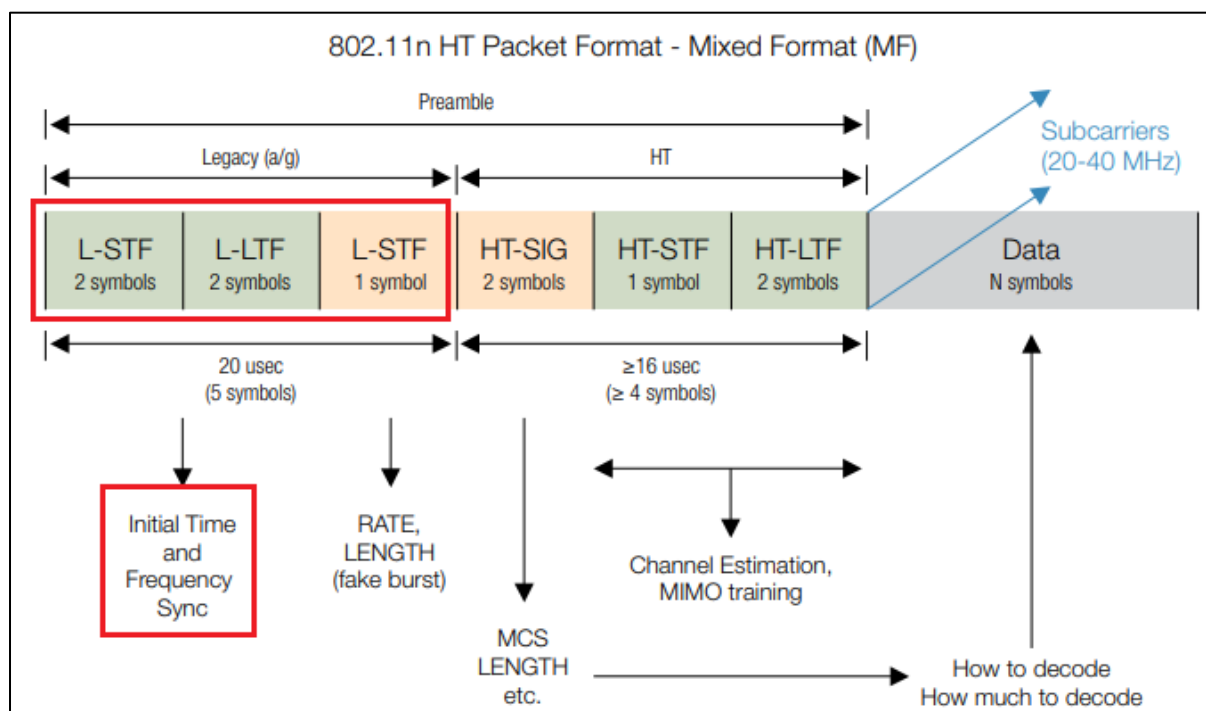 802.11n HT Packet Format - Mixed Format (MF)
Preamble
Legacy (a/g)
HT
Subcarriers
(20-40 MHz)
L-STF
2 symbols
L-LTF
2 symbols
L-STF
1 symbol
HT-SIG
2 symbols
HT-STF
1 symbol
HT-LTF
2 symbols
Data
N symbols
20 usec
(5 symbols)
≥16 usec
(≥ 4 symbols)
Initial Time
and
Frequency
Sync
RATE,
LENGTH
(fake burst)
MCS
LENGTH
etc.
Channel Estimation,
MIMO training
How to decode
How much to decode